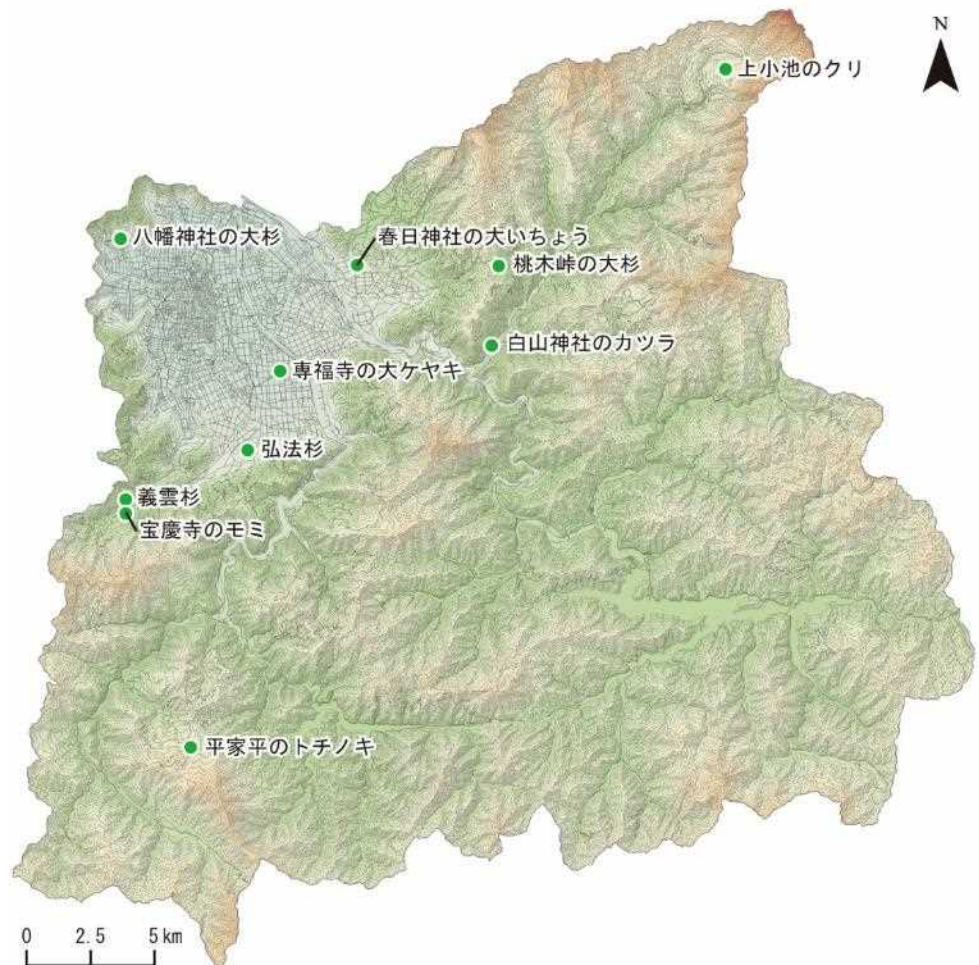 N
上小池のクリ
八幡神社の大杉
春日神社の大いちょう
桃木峠の大杉
白山神社のカツラ
専福寺の大ケヤキ
弘法杉
義雲杉
宝慶寺のモミ
平家平のトチノキ
0 2.5 5km